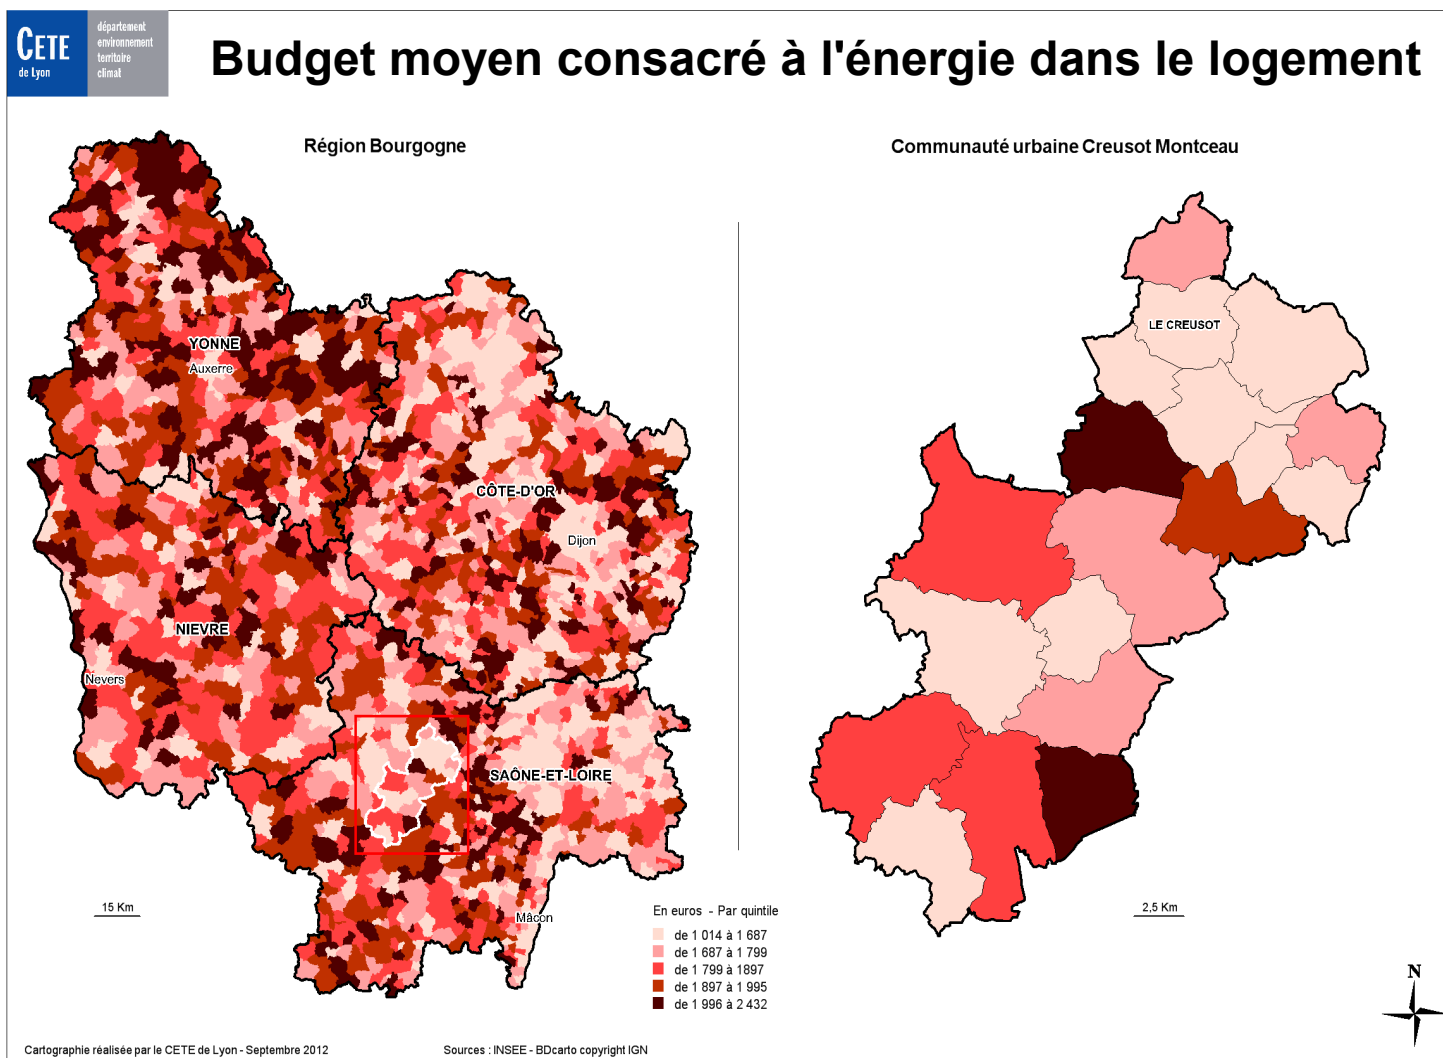 CETE
de Lyon
département
environnement
territoire
climat
Budget moyen consacré à l'énergie dans le logement
Région Bourgogne
Communauté urbaine Creusot Montceau
YONNE
Auxerre
CÔTE-D'OR
Dijon
NIEVRE
Nevers
SAÔNE-ET-LOIRE
Mâcon
LE CREUSOT
15 Km
2,5 Km
En euros - Par quintile
de 1 014 à 1 687
de 1 687 à 1 799
de 1 799 à 1897
de 1 897 à 1 995
de 1 996 à 2 432
N
Cartographie réalisée par le CETE de Lyon - Septembre 2012
Sources : INSEE - BDcarto copyright IGN